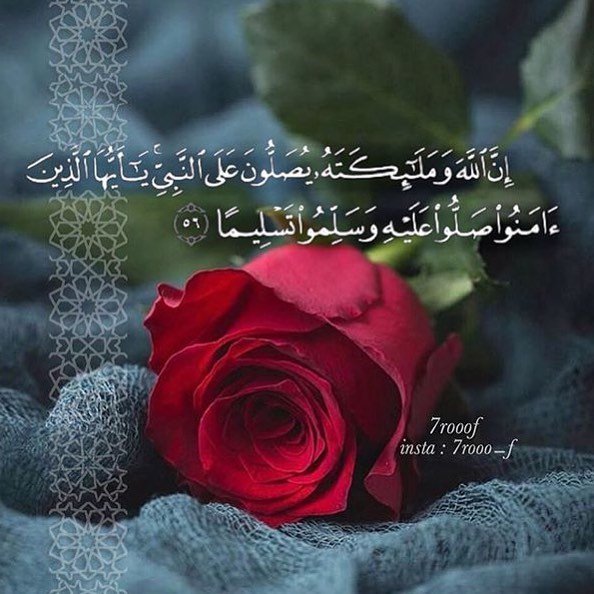 إِنَّ ٱللَّهَ وَمَلَٰٓئِكَتَهُۥ يُصَلُّونَ عَلَى ٱلنَّبِيِّۚ يَٰٓأَيُّهَا ٱلَّذِينَ
ءَامَنُوا۟ صَلُّوا۟ عَلَيْهِ وَسَلِّمُوا۟ تَسْلِيمًا ٥٦
7rooof
insta : 7rooo_f